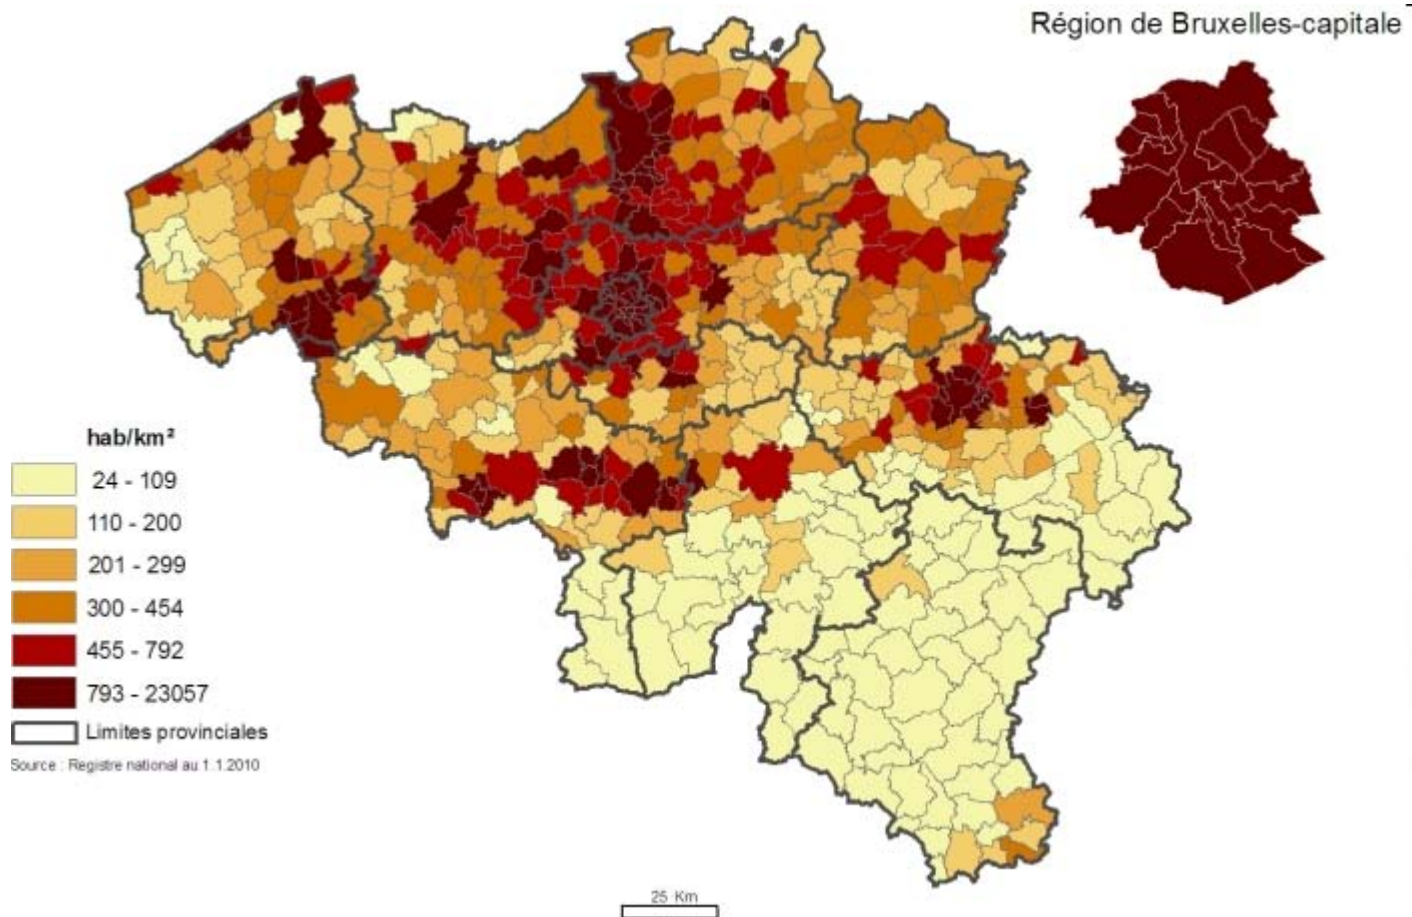 Région de Bruxelles-capitale
hab/km²
24 - 109
110 - 200
201 - 299
300 - 454
455 - 792
793 - 23057
Limites provinciales
Source : Registre national au 1.1.2010
25 Km